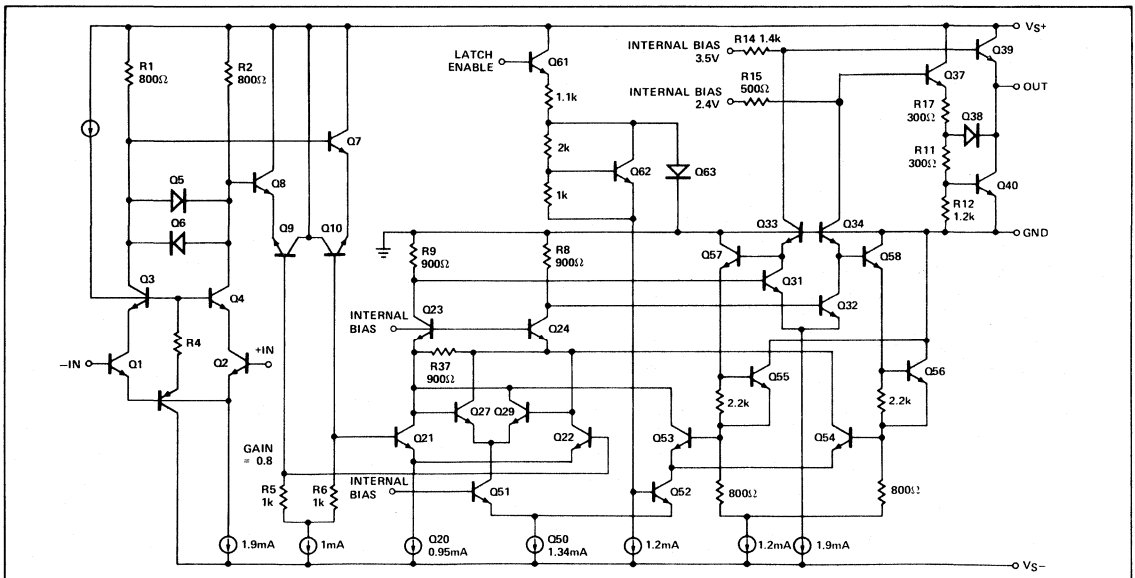 VS+
R1
800Ω
R2
800Ω
LATCH
ENABLE
Q61
INTERNAL BIAS
3.5V
R14 1.4k
Q39
R15
500Ω
INTERNAL BIAS
2.4V
Q37
OUT
1.1k
R17
300Ω
Q38
Q7
2k
R11
300Ω
Q8
Q62
Q63
Q5
1k
R12
1.2k
Q40
Q6
Q9
Q10
Q33
Q34
GND
R9
900Ω
R8
900Ω
Q57
Q58
Q3
Q4
Q31
Q32
Q23
INTERNAL
BIAS
Q24
R4
+IN
–IN
Q1
Q2
R37
900Ω
Q55
Q56
2.2k
2.2k
Q27
Q29
Q21
Q22
Q53
Q54
GAIN
= 0.8
R5
1k
R6
1k
INTERNAL
BIAS
Q51
Q52
800Ω
800Ω
1.9mA
1mA
Q20
0.95mA
Q50
1.34mA
1.2mA
1.2mA
1.9mA
VS–